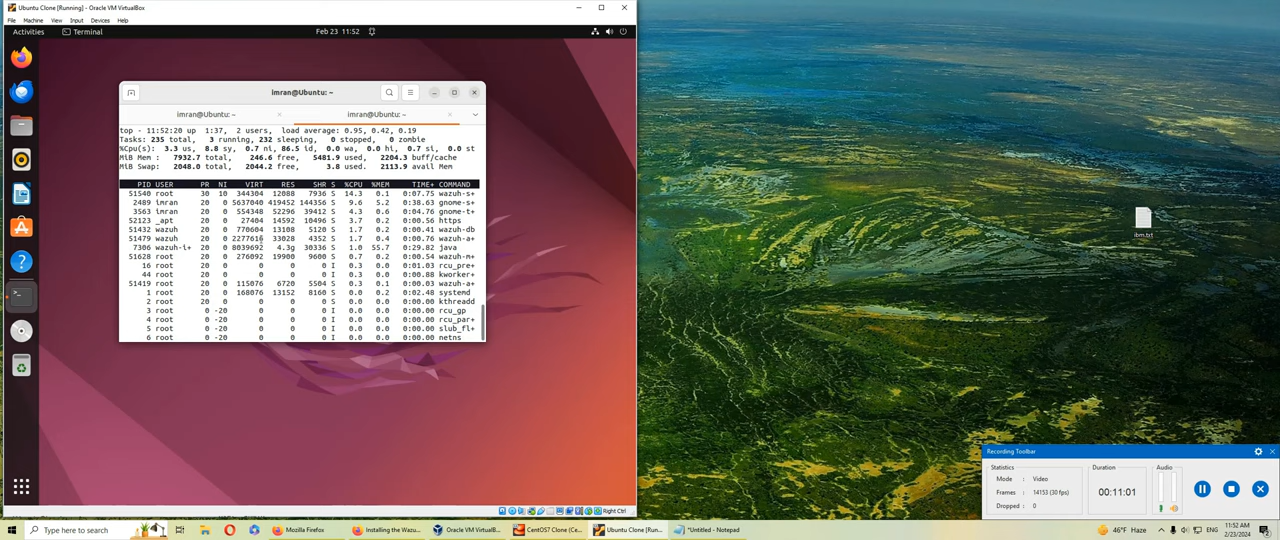 Ubuntu Clone [Running] - Oracle VM VirtualBox
File Machine View Input Devices Help
Activities Terminal Feb 23 11:52
imran@Ubuntu: ~
imran@Ubuntu: ~ imran@Ubuntu: ~
top - 11:52:20 up 1:37, 2 users, load average: 0.95, 0.42, 0.19
Tasks: 235 total, 3 running, 232 sleeping, 0 stopped, 0 zombie
%Cpu(s): 3.3 us, 8.8 sy, 0.7 ni, 86.5 id, 0.0 wa, 0.0 hi, 0.7 si, 0.0 st
MiB Mem : 7932.7 total, 246.6 free, 5481.9 used, 2204.3 buff/cache
MiB Swap: 2048.0 total, 2044.2 free, 3.8 used. 2113.9 avail Mem
PID USER PR NI VIRT RES SHR S %CPU %MEM TIME+ COMMAND
51540 root 30 10 344304 12088 7936 S 14.3 0.1 0:07.75 wazuh-s+
2489 imran 20 0 5637040 419452 144356 S 9.6 5.2 0:38.63 gnome-s+
3563 imran 20 0 554348 52296 39412 S 4.3 0.6 0:04.76 gnome-t+
52123 _apt 20 0 27404 14592 10496 S 3.7 0.2 0:00.56 https
51432 wazuh 20 0 770604 13108 5120 S 1.7 0.2 0:00.41 wazuh-db
51479 wazuh 20 0 2277616 33028 4352 S 1.7 0.4 0:00.76 wazuh-a+
7306 wazuh-i+ 20 0 8039692 4.3g 30336 S 1.0 55.7 0:29.82 java
51628 root 20 0 276092 19900 9600 S 0.7 0.2 0:00.54 wazuh-m+
16 root 20 0 0 0 0 I 0.3 0.0 0:01.03 rcu_pre+
44 root 20 0 0 0 0 I 0.3 0.0 0:00.88 kworker+
51419 root 20 0 115076 6720 5504 S 0.3 0.1 0:00.03 wazuh-a+
1 root 20 0 168076 13152 8160 S 0.0 0.2 0:02.48 systemd
2 root 20 0 0 0 0 S 0.0 0.0 0:00.00 kthreadd
3 root 0 -20 0 0 0 I 0.0 0.0 0:00.00 rcu_gp
4 root 0 -20 0 0 0 I 0.0 0.0 0:00.00 rcu_par+
5 root 0 -20 0 0 0 I 0.0 0.0 0:00.00 slub_fl+
6 root 0 -20 0 0 0 I 0.0 0.0 0:00.00 netns
Right Ctrl
ibm.txt
Recording Toolbar
Statistics Duration Audio
Mode : Video
Frames : 14153 (30 fps)
Dropped : 0
00:11:01
Type here to search
Mozilla Firefox
Installing the Wazu...
Oracle VM VirtualB...
CentOS7 Clone (Ce...
Ubuntu Clone [Run...
*Untitled - Notepad
46°F Haze
ENG
11:52 AM
2/23/2024
2